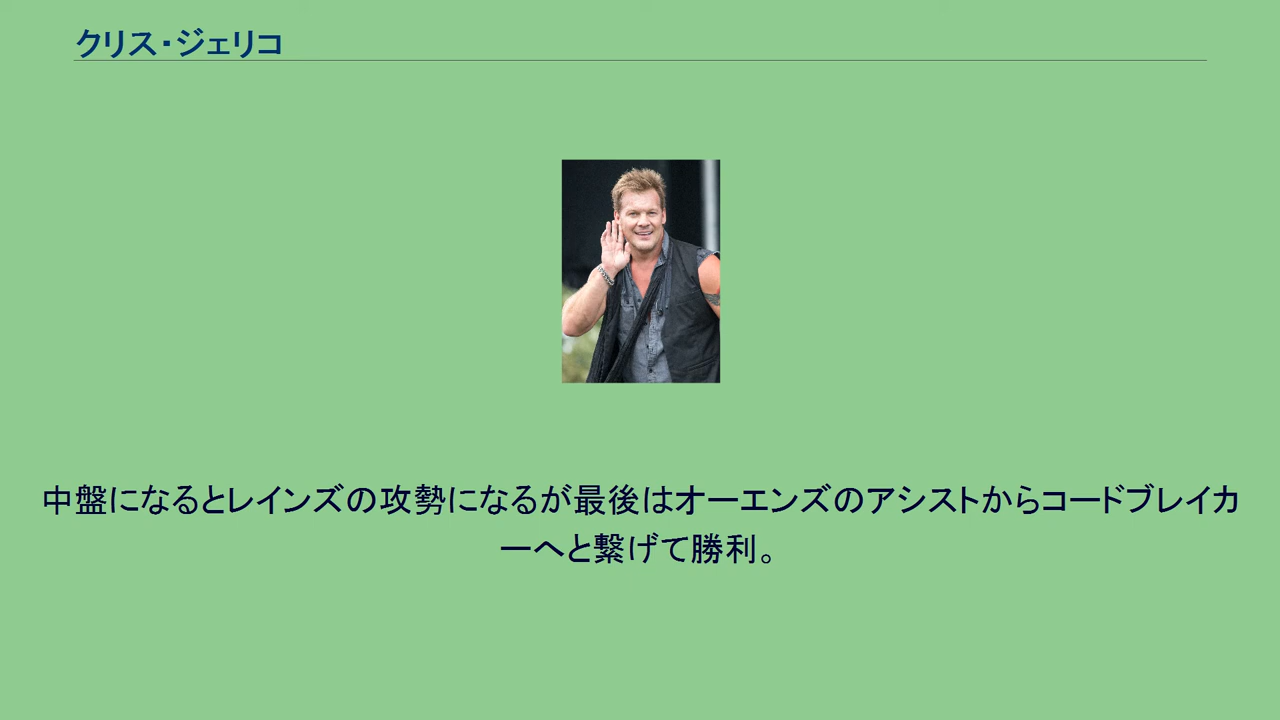 クリス・ジェリコ
中盤になるとレインズの攻勢になるが最後はオーエンズのアシストからコードブレイカ
ーへと繋げて勝利。